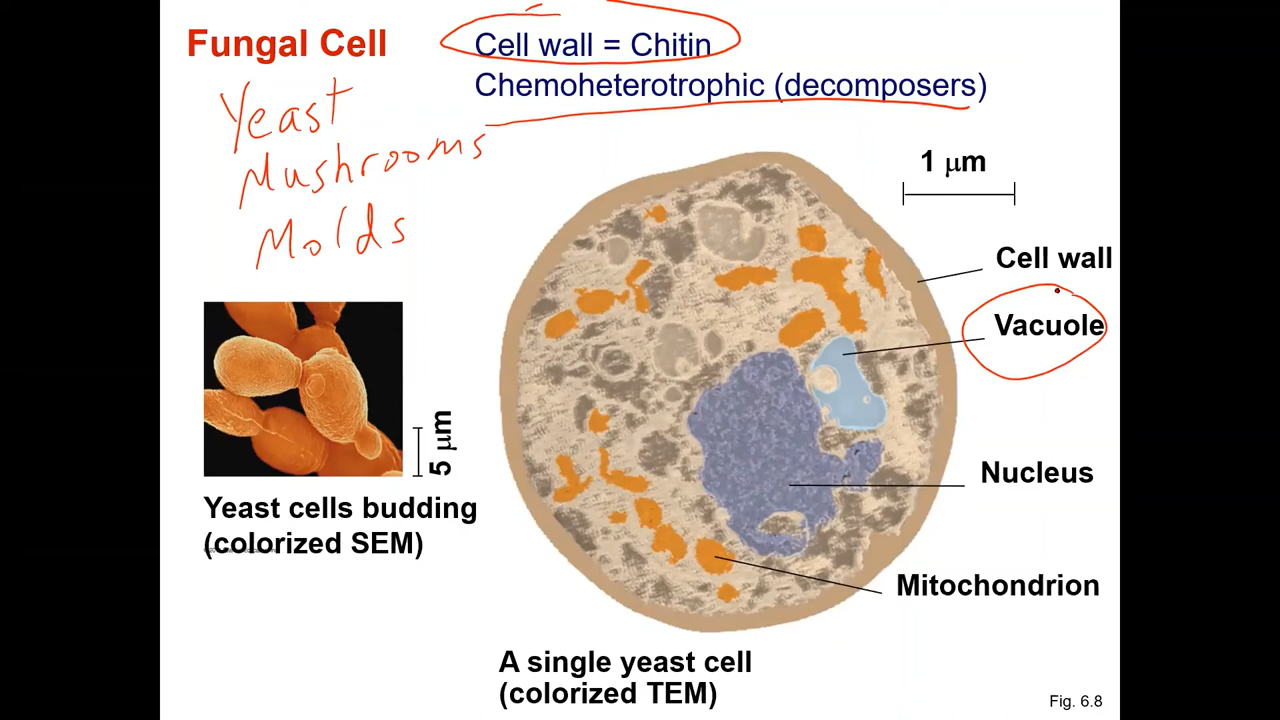 Fungal Cell
Cell wall = Chitin
Chemoheterotrophic (decomposers)
Yeast
Mushrooms
Molds
1 μm
Cell wall
Vacuole
Nucleus
Mitochondrion
5 μm
Yeast cells budding
(colorized SEM)
A single yeast cell
(colorized TEM)
Fig. 6.8